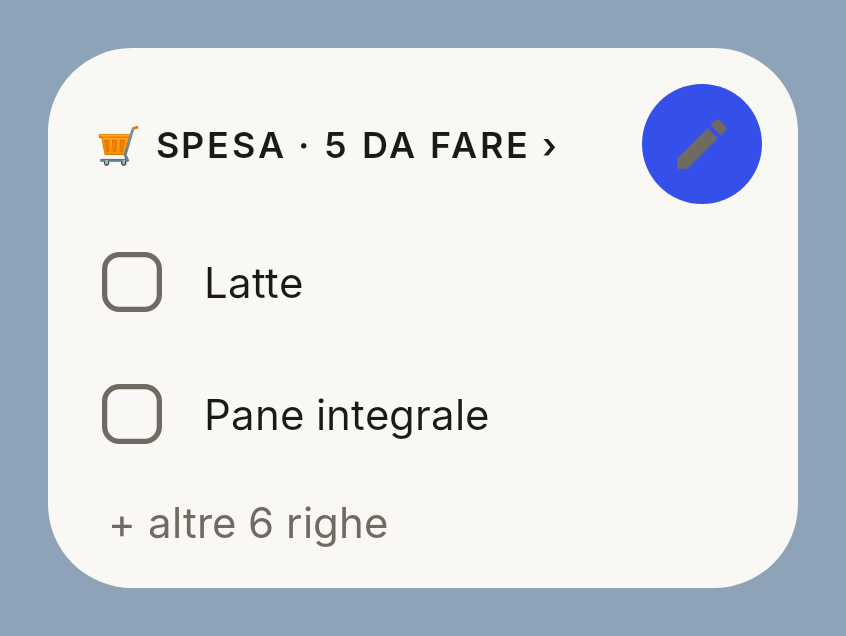 🛒 SPESA · 5 DA FARE ›
Latte
Pane integrale
+ altre 6 righe